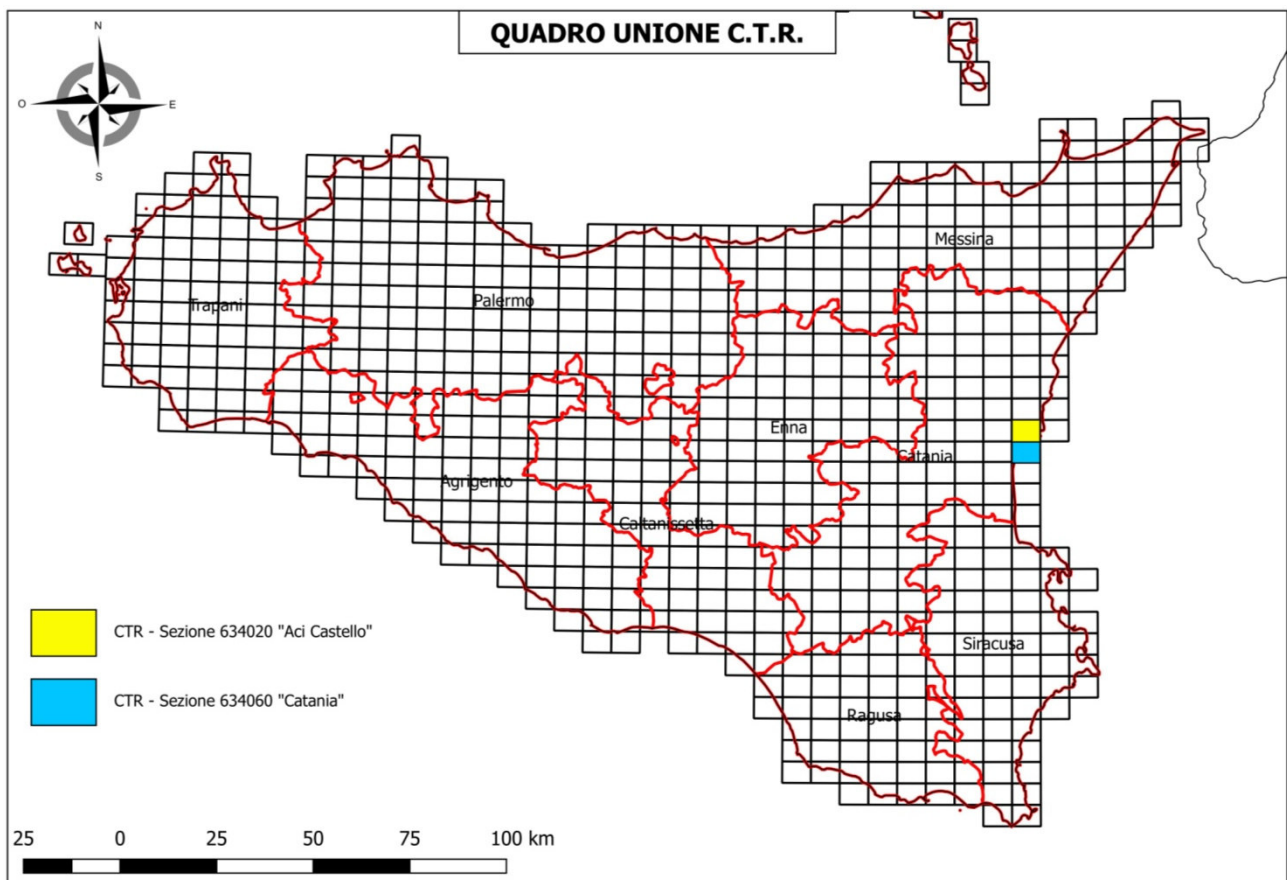 QUADRO UNIONE C.T.R.
N
O
E
S
Messina
Palermo
Trapani
Enna
Catania
Agrigento
Caltanissetta
CTR - Sezione 634020 "Aci Castello"
Siracusa
CTR - Sezione 634060 "Catania"
Ragusa
25 0 25 50 75 100 km